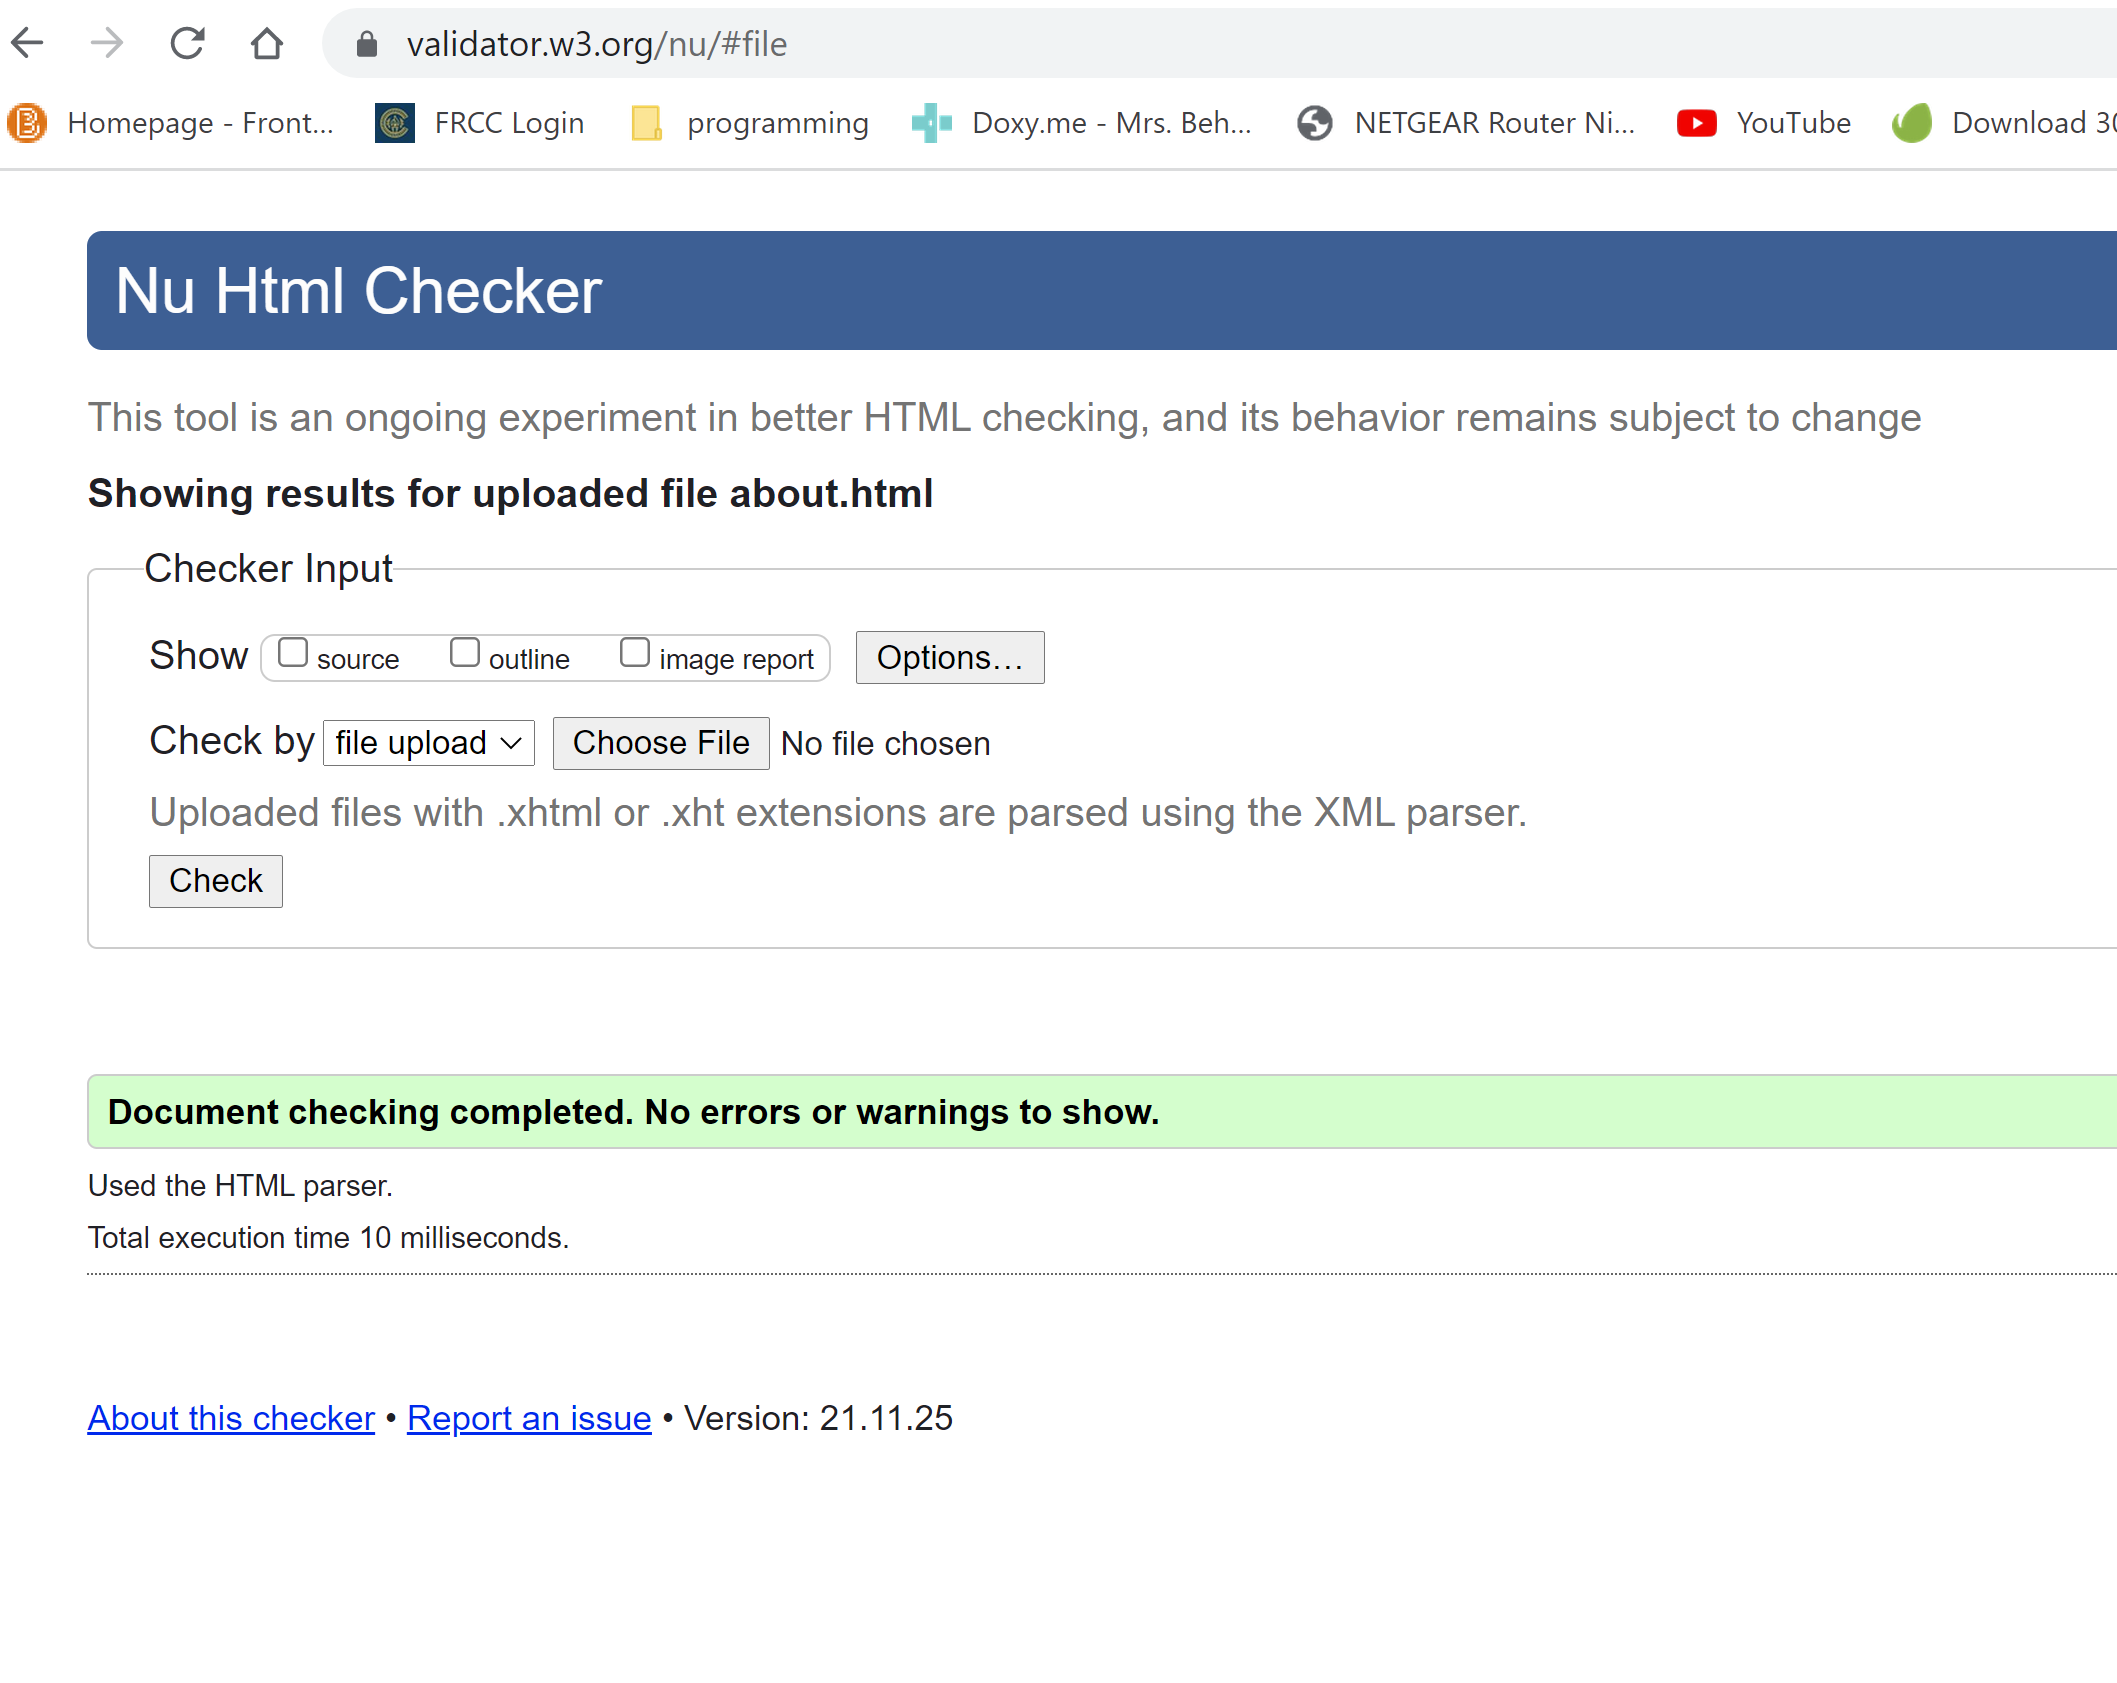 validator.w3.org/nu/#file
Homepage - Front... FRCC Login programming Doxy.me - Mrs. Beh... NETGEAR Router Ni... YouTube Download 30
Nu Html Checker
This tool is an ongoing experiment in better HTML checking, and its behavior remains subject to change
Showing results for uploaded file about.html
Checker Input
Show source outline image report Options...
Check by file upload Choose File No file chosen
Uploaded files with .xhtml or .xht extensions are parsed using the XML parser.
Check
Document checking completed. No errors or warnings to show.
Used the HTML parser.
Total execution time 10 milliseconds.
About this checker • Report an issue • Version: 21.11.25